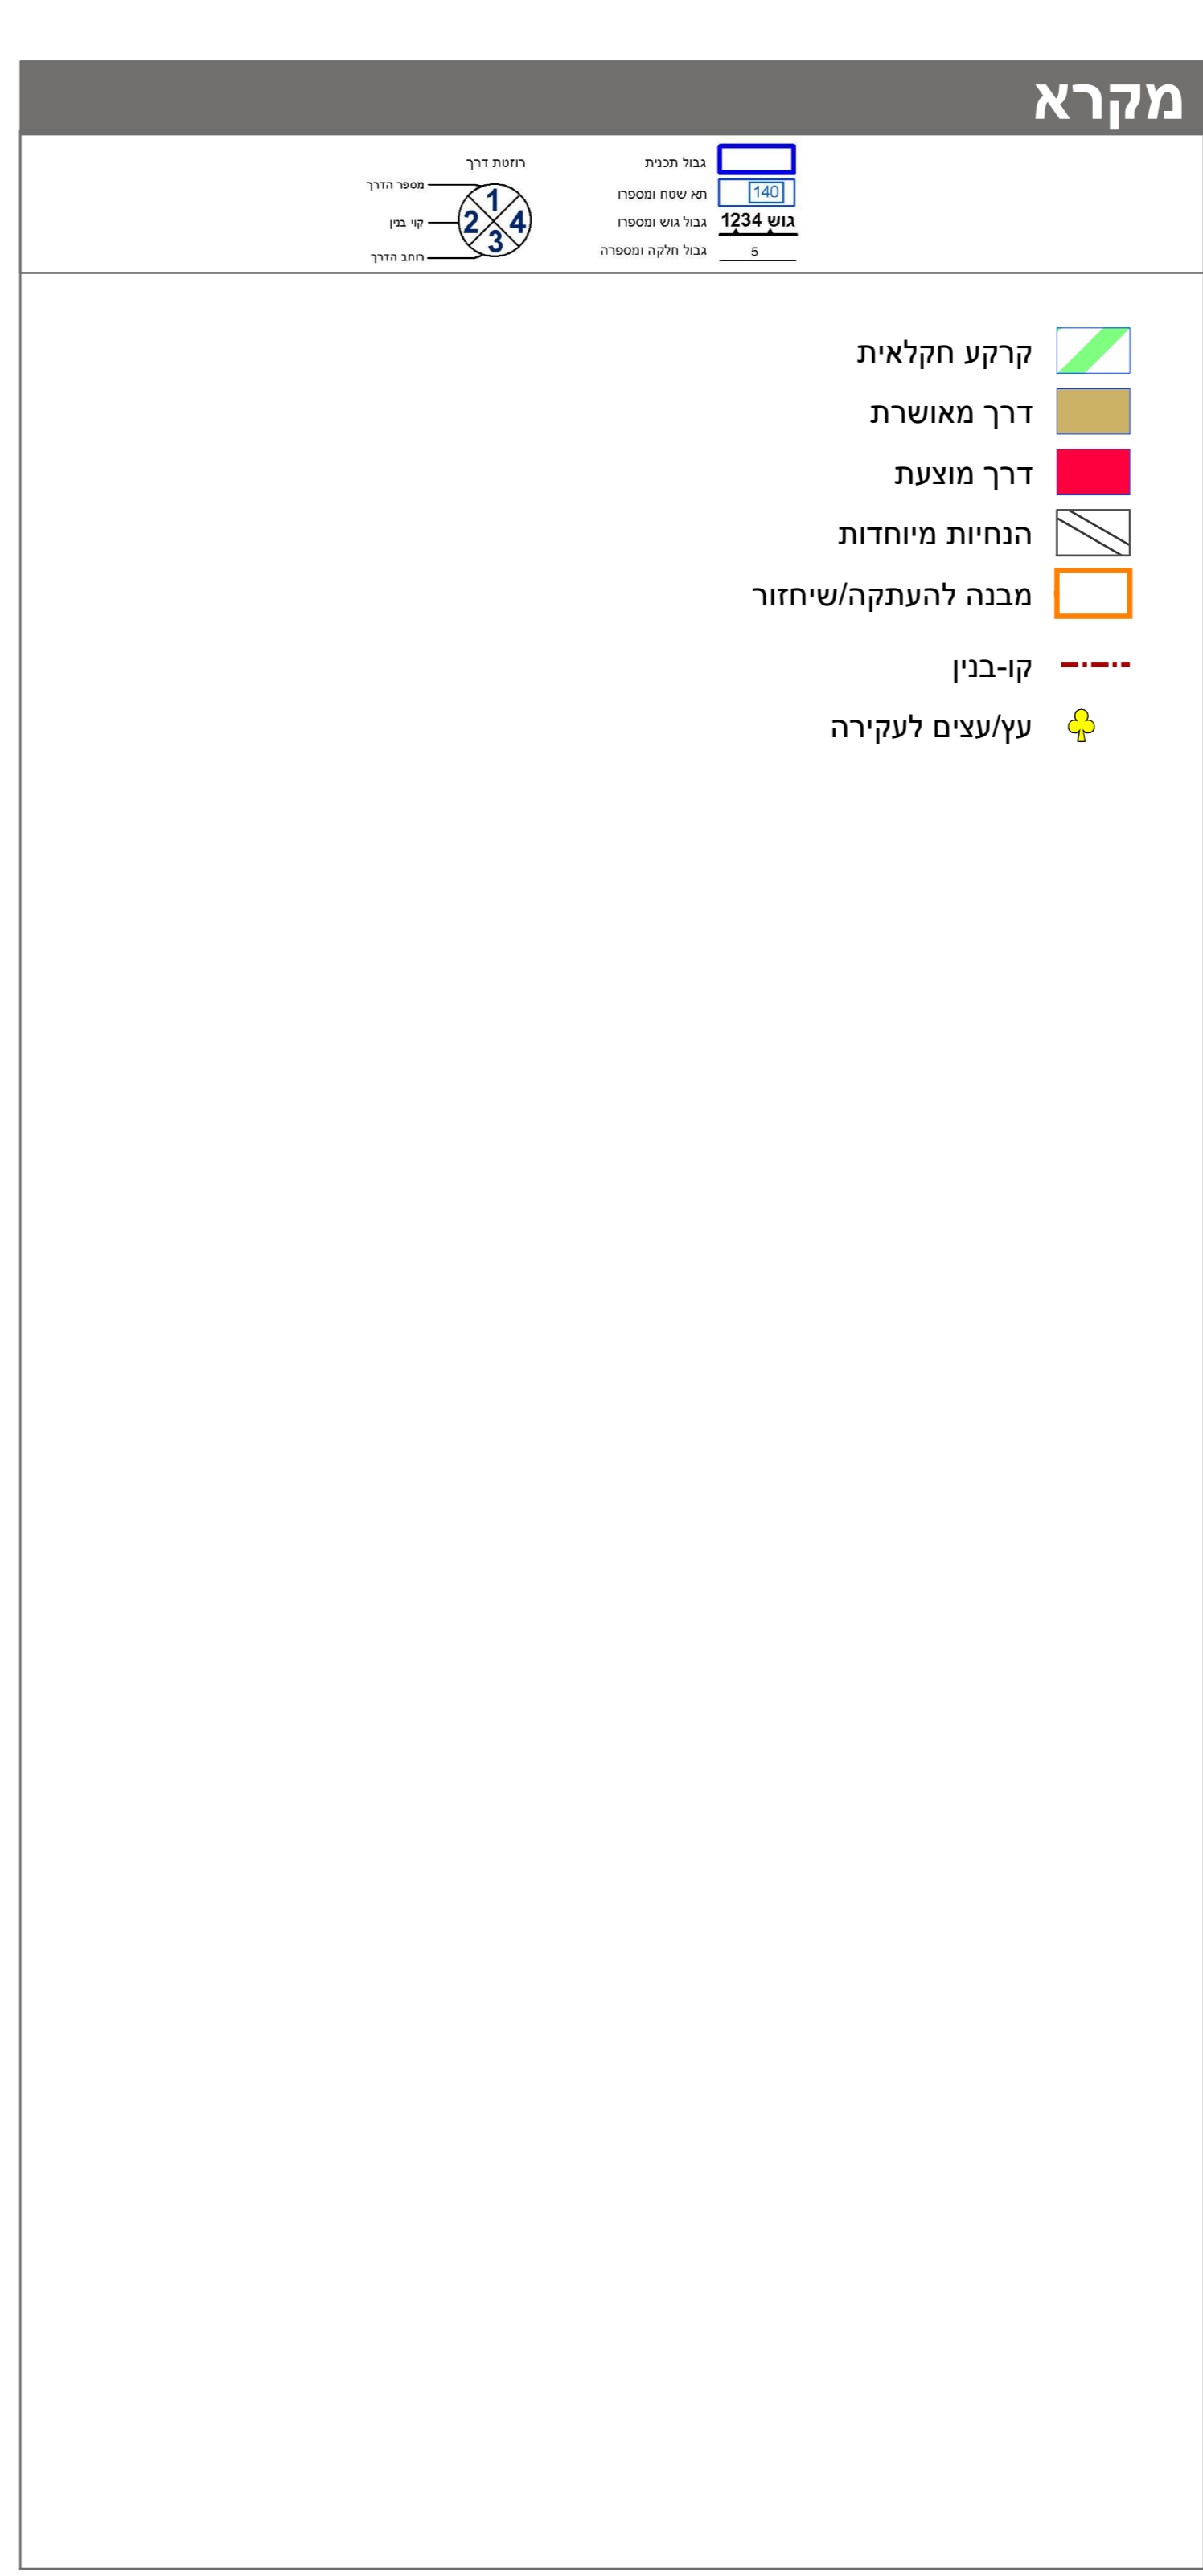 מקרא
גבול תכנית
140 תא שטח ומספרו
גוש 1234 גבול גוש ומספרו
5 גבול חלקה ומספרה
רוזטת דרך
מספר הדרך
קוי בנין
רוחב הדרך
1
2 4
3
קרקע חקלאית
דרך מאושרת
דרך מוצעת
הנחיות מיוחדות
מבנה להעתקה/שיחזור
קו-בנין
עץ/עצים לעקירה